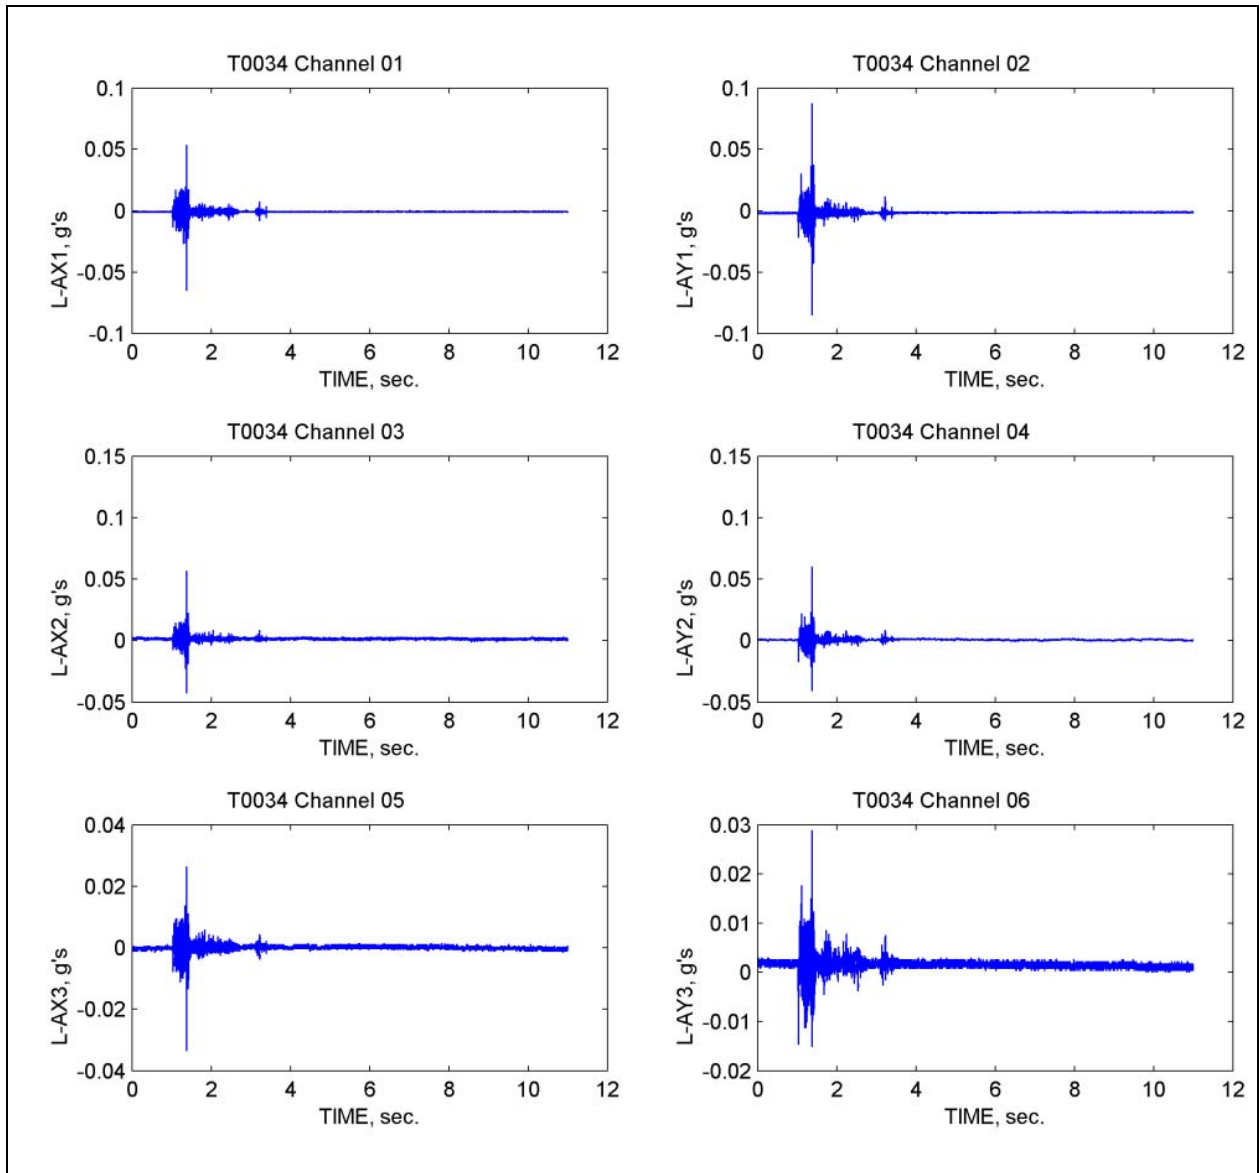 T0034 Channel 01
0.1
0.05
0
-0.05
-0.1
L-AX1, g's
0 2 4 6 8 10 12
TIME, sec.
T0034 Channel 02
0.1
0.05
0
-0.05
-0.1
L-AY1, g's
0 2 4 6 8 10 12
TIME, sec.
T0034 Channel 03
0.15
0.1
0.05
0
-0.05
L-AX2, g's
0 2 4 6 8 10 12
TIME, sec.
T0034 Channel 04
0.15
0.1
0.05
0
-0.05
L-AY2, g's
0 2 4 6 8 10 12
TIME, sec.
T0034 Channel 05
0.04
0.02
0
-0.02
-0.04
L-AX3, g's
0 2 4 6 8 10 12
TIME, sec.
T0034 Channel 06
0.03
0.02
0.01
0
-0.01
-0.02
L-AY3, g's
0 2 4 6 8 10 12
TIME, sec.